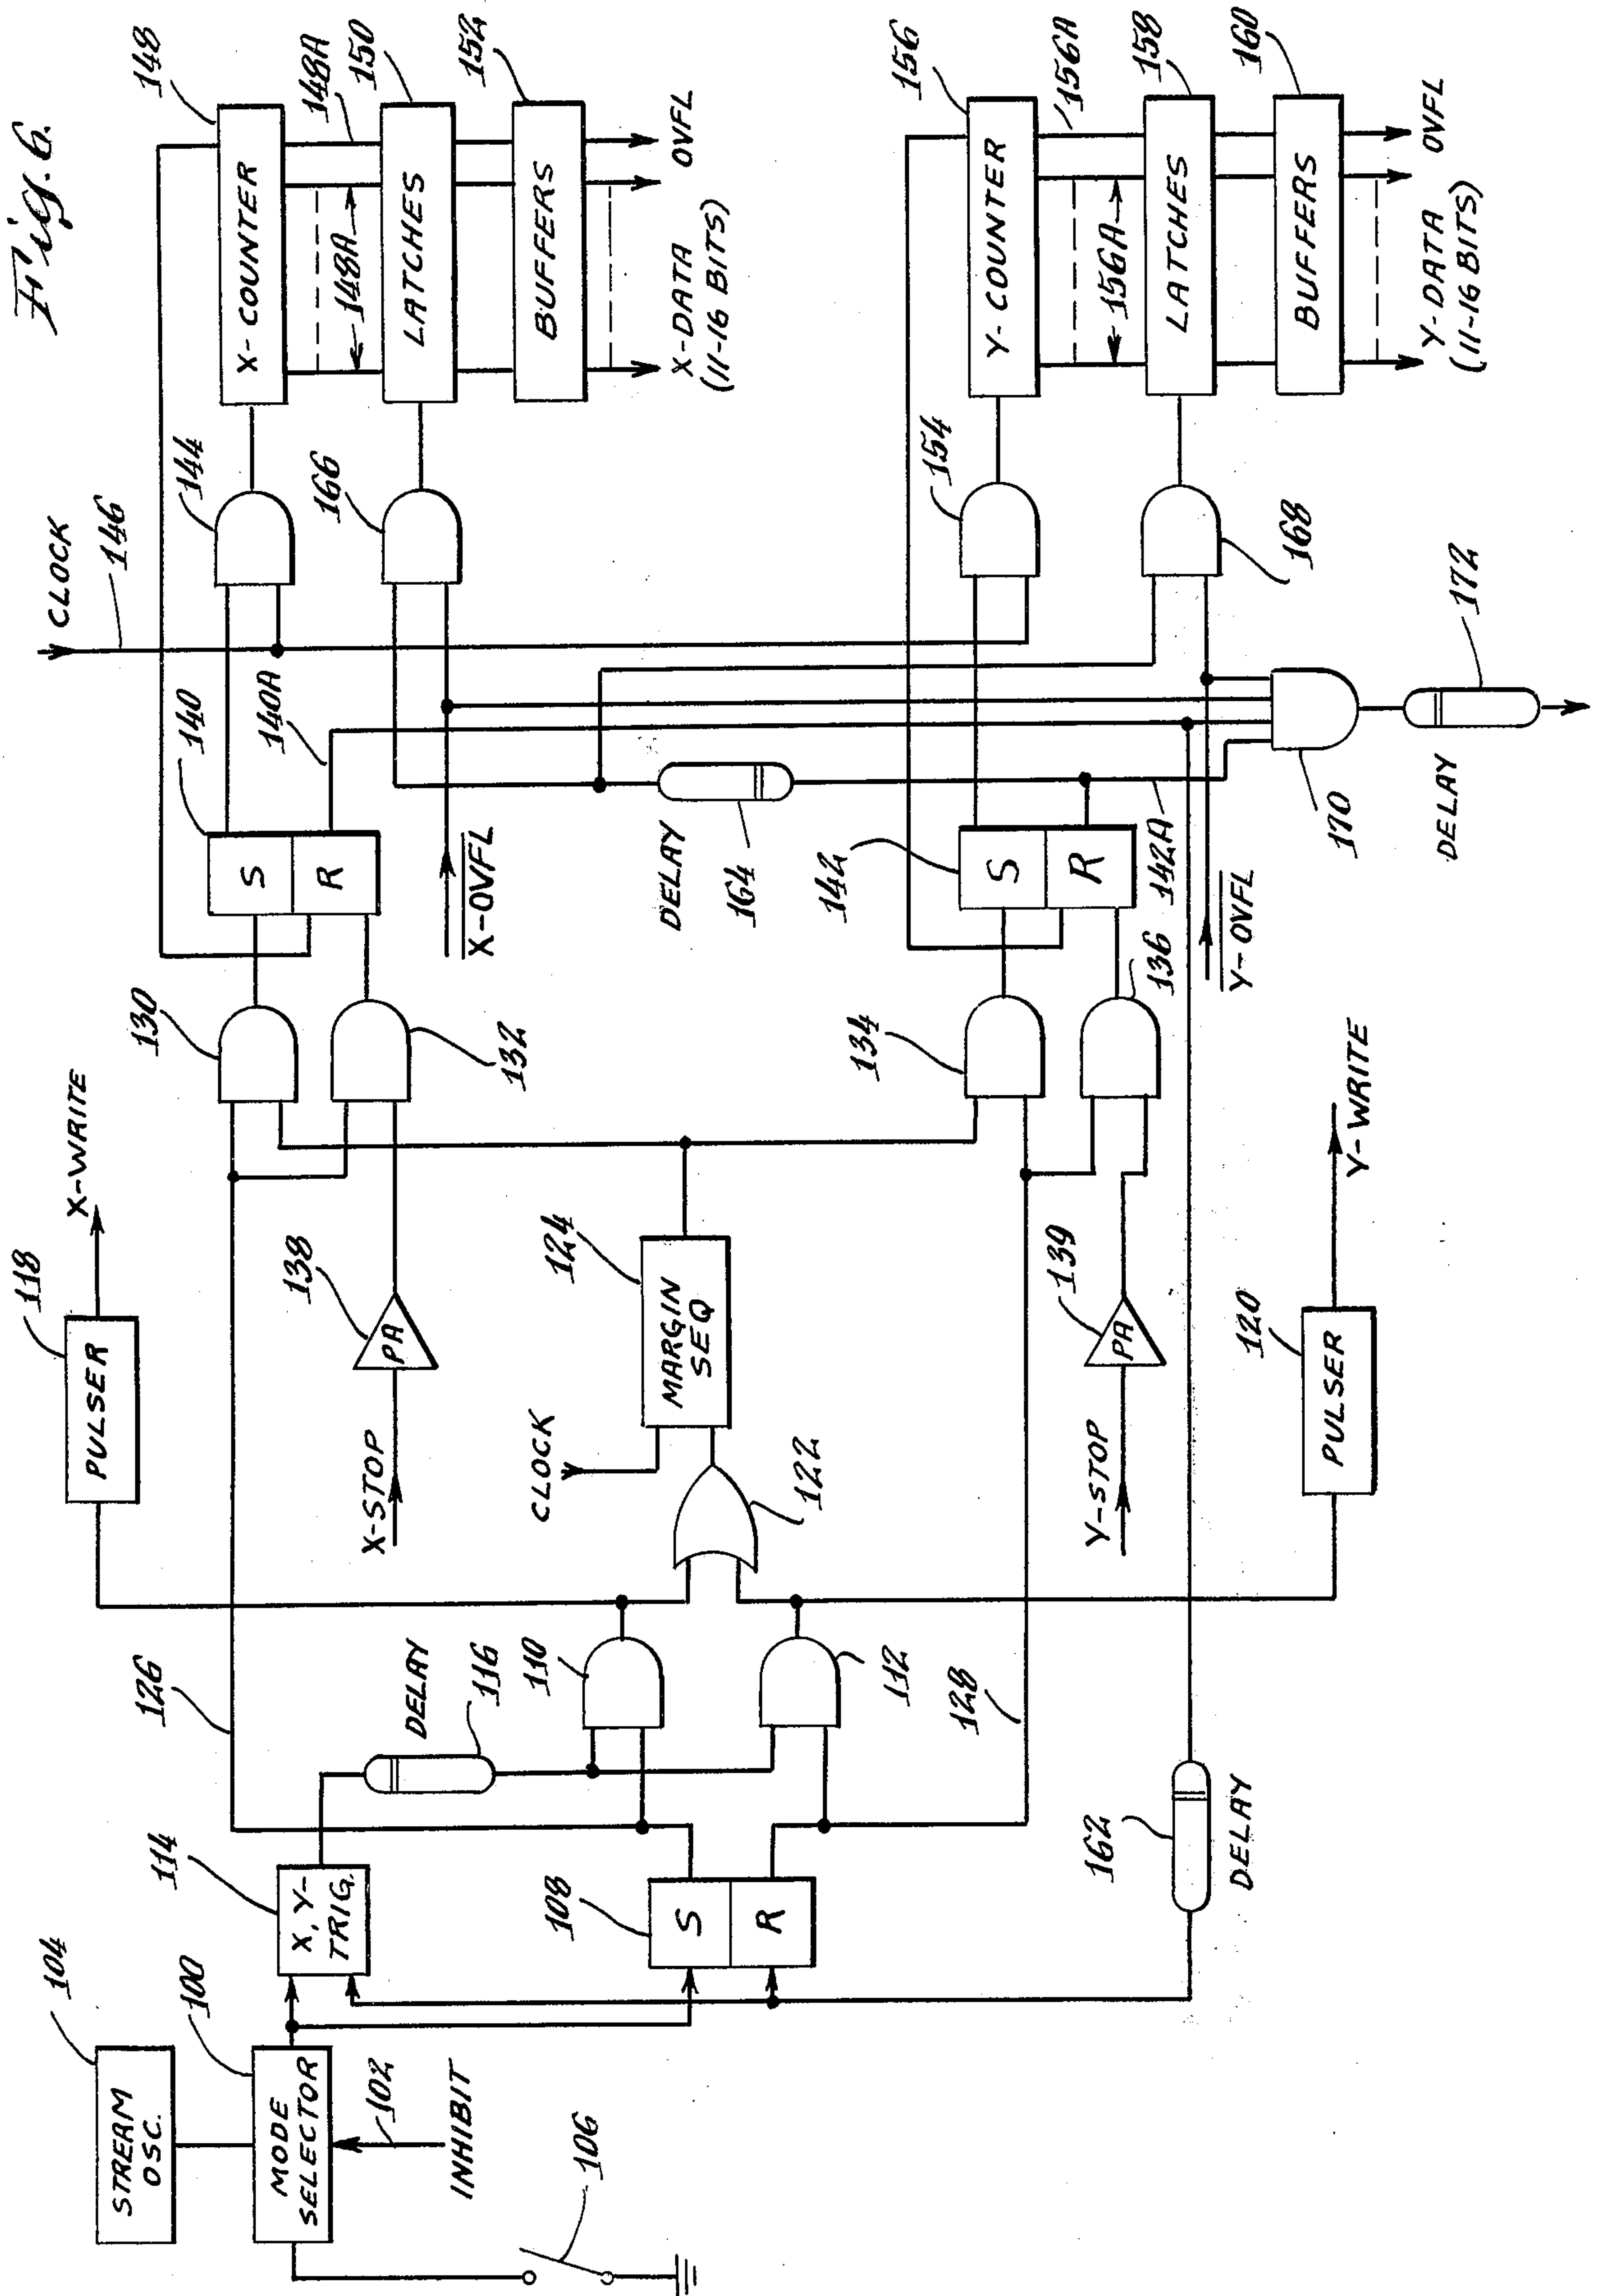 Fig. 6.
104
STREAM
OSC.
100
MODE
SELECTOR
102
INHIBIT
106
114
X, Y-
TRIG.
108
S
R
DELAY
116
110
112
126
128
162
DELAY
118
PULSER
X-WRITE
X-STOP
138
PA
CLOCK
122
124
MARGIN
SEQ
Y-STOP
139
PA
120
PULSER
Y-WRITE
130
132
134
136
140
S
R
140A
X-OVFL
DELAY
164
142
S
R
142A
Y-OVFL
CLOCK
146
144
166
154
168
170
172
DELAY
148
X-COUNTER
148A
148A
150
LATCHES
152
BUFFERS
X-DATA
(11-16 BITS)
OVFL
156
Y-COUNTER
156A
156A
158
LATCHES
160
BUFFERS
Y-DATA
(11-16 BITS)
OVFL